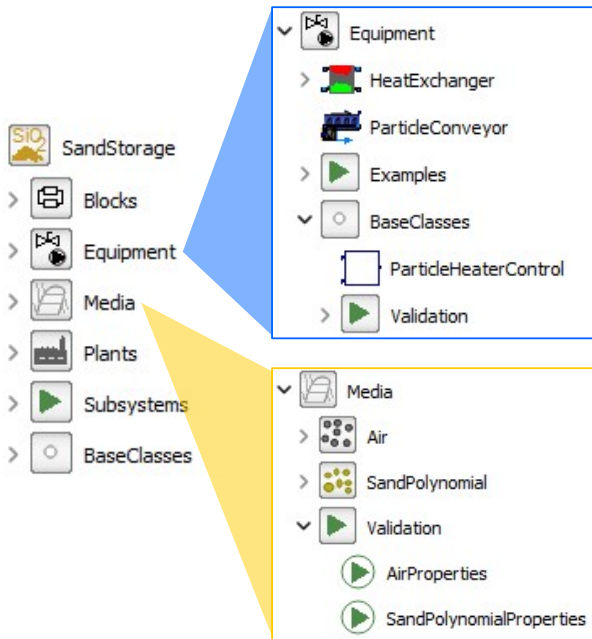 SiO2
SandStorage
Blocks
Equipment
Media
Plants
Subsystems
BaseClasses
Equipment
HeatExchanger
ParticleConveyor
Examples
BaseClasses
ParticleHeaterControl
Validation
Media
Air
SandPolynomial
Validation
AirProperties
SandPolynomialProperties